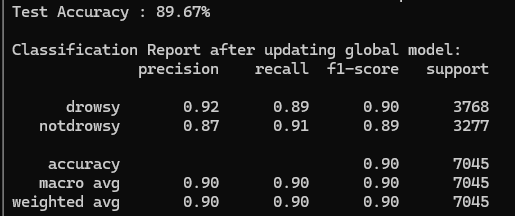 Test Accuracy : 89.67%
Classification Report after updating global model:
precision recall f1-score support
drowsy 0.92 0.89 0.90 3768
notdrowsy 0.87 0.91 0.89 3277
accuracy 0.90 7045
macro avg 0.90 0.90 0.90 7045
weighted avg 0.90 0.90 0.90 7045